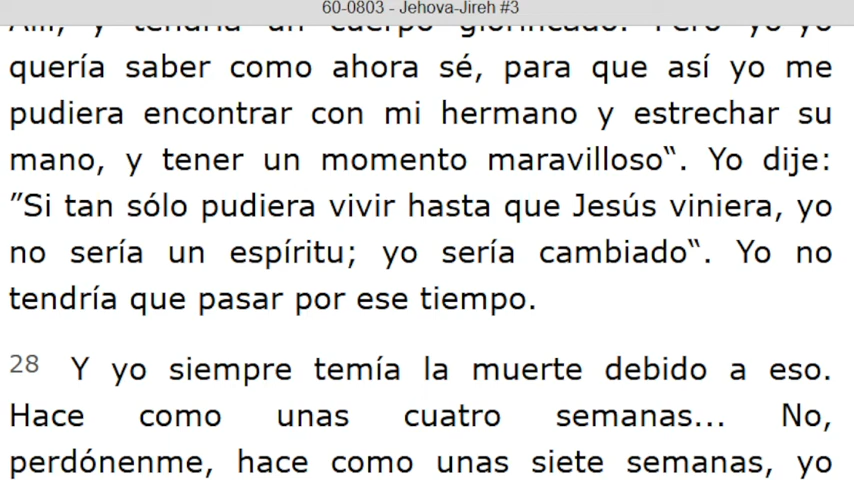 60-0803 - Jehova-Jireh #3
quería saber como ahora sé, para que así yo me
pudiera encontrar con mi hermano y estrechar su
mano, y tener un momento maravilloso‟. Yo dije:
″Si tan sólo pudiera vivir hasta que Jesús viniera, yo
no sería un espíritu; yo sería cambiado‟. Yo no
tendría que pasar por ese tiempo.
28 Y yo siempre temía la muerte debido a eso.
Hace como unas cuatro semanas... No,
perdónenme, hace como unas siete semanas, yo